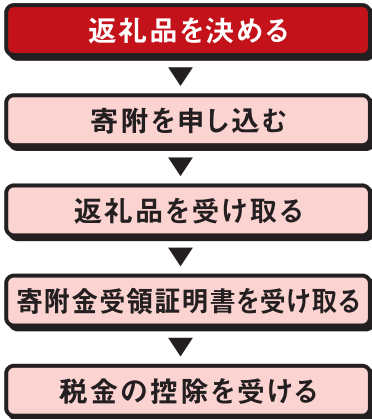 返礼品を決める
寄附を申し込む
返礼品を受け取る
寄附金受領証明書を受け取る
税金の控除を受ける